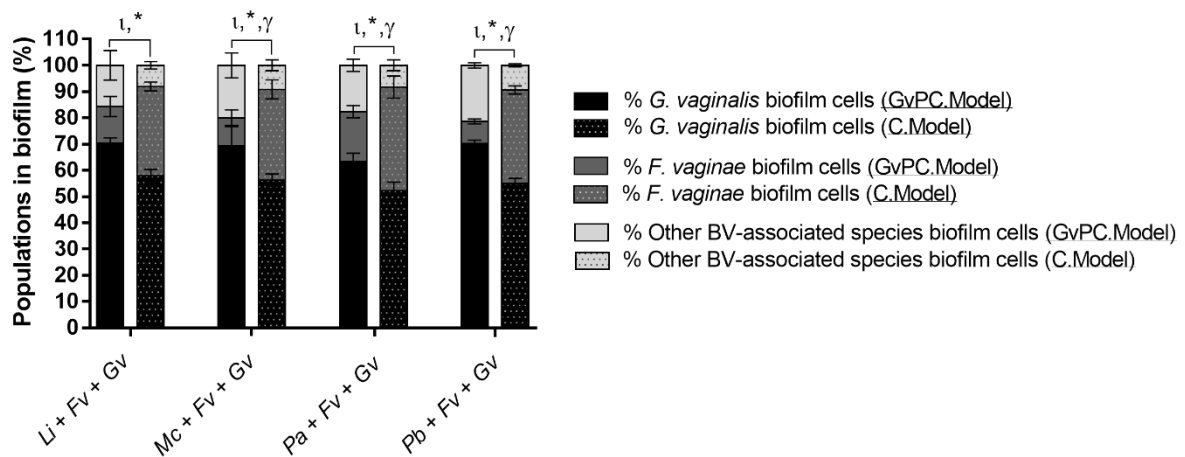 ι,*
ι,*,γ
ι,*,γ
ι,*,γ
Populations in biofilm (%)
110
100
90
80
70
60
50
40
30
20
10
0
Li + Fv + Gv
Mc + Fv + Gv
Pa + Fv + Gv
Pb + Fv + Gv
% G. vaginalis biofilm cells (GvPC.Model)
% G. vaginalis biofilm cells (C.Model)
% F. vaginae biofilm cells (GvPC.Model)
% F. vaginae biofilm cells (C.Model)
% Other BV-associated species biofilm cells (GvPC.Model)
% Other BV-associated species biofilm cells (C.Model)